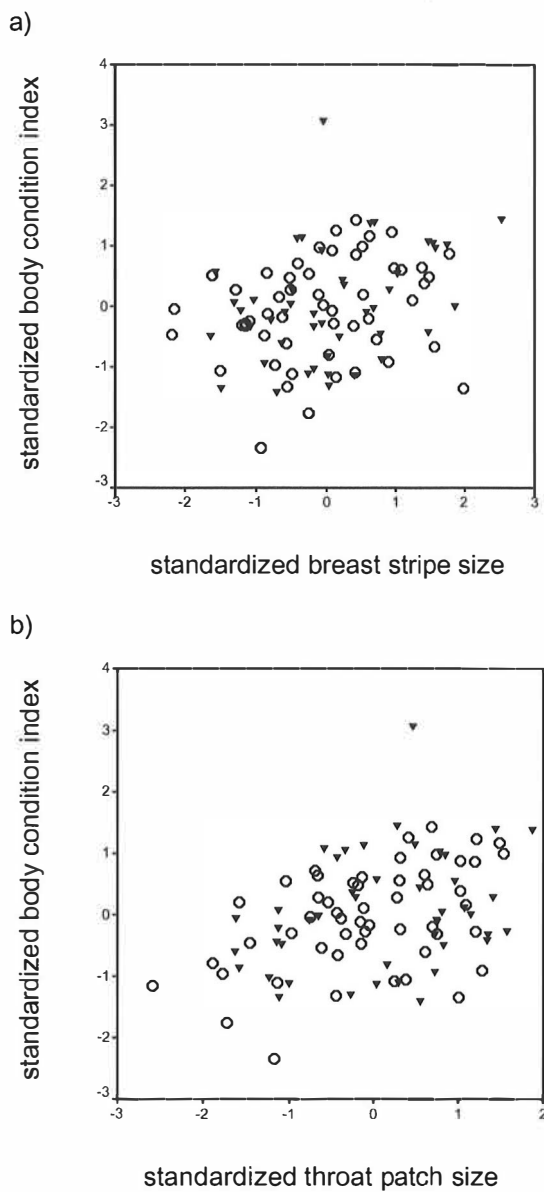 a)
standardized body condition index
4
3
2
1
0
-1
-2
-3
-3 -2 -1 0 1 2 3
standardized breast stripe size
b)
standardized body condition index
4
3
2
1
0
-1
-2
-3
-3 -2 -1 0 1 2
standardized throat patch size